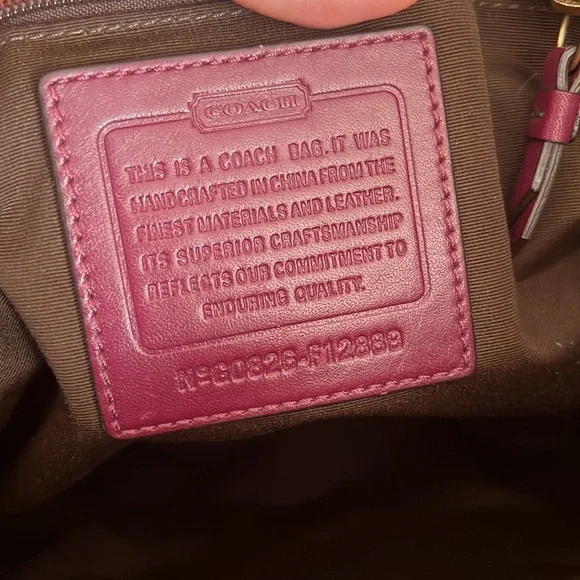 COACH
THIS IS A COACH BAG. IT WAS
HANDCRAFTED IN CHINA FROM THE
FINEST MATERIALS AND LEATHER.
ITS SUPERIOR CRAFTSMANSHIP
REFLECTS OUR COMMITMENT TO
ENDURING QUALITY.
Nº80826-F12889